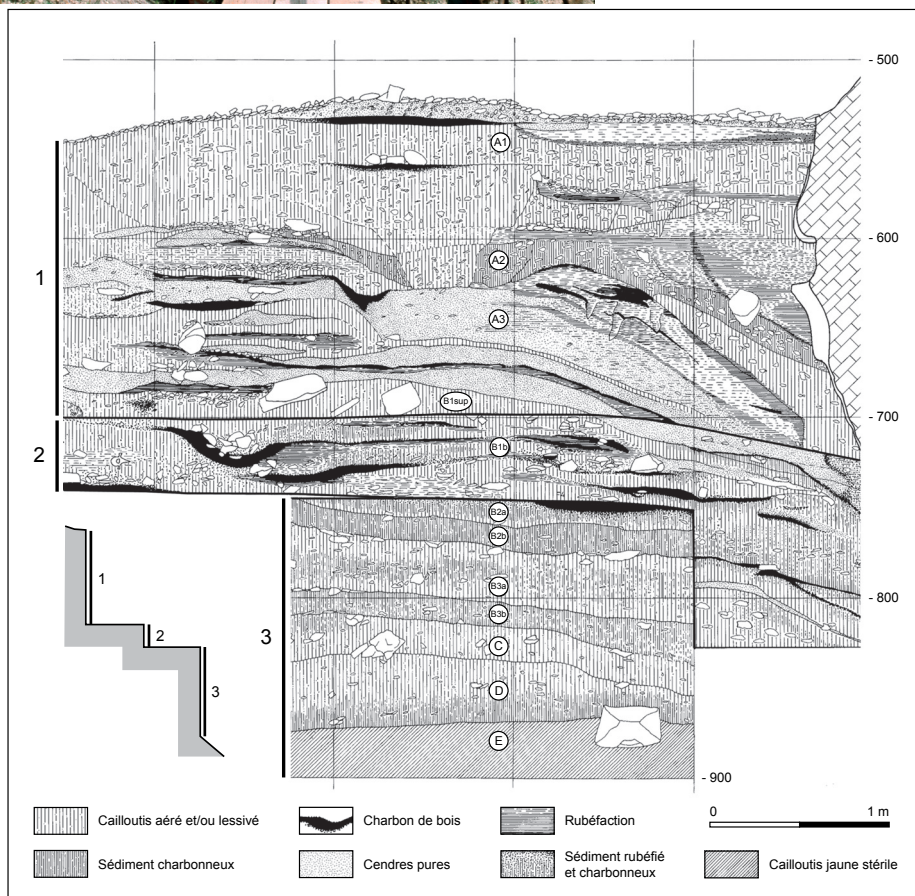 - 500
A1
- 600
A2
1
A3
B1sup
- 700
2
B1b
B2a
B2b
1
B3a
- 800
2
B3b
3
C
3
D
E
- 900
0 1 m
Cailloutis aéré et/ou lessivé Charbon de bois Rubéfaction
Sédiment charbonneux Cendres pures Sédiment rubéfié
et charbonneux Cailloutis jaune stérile